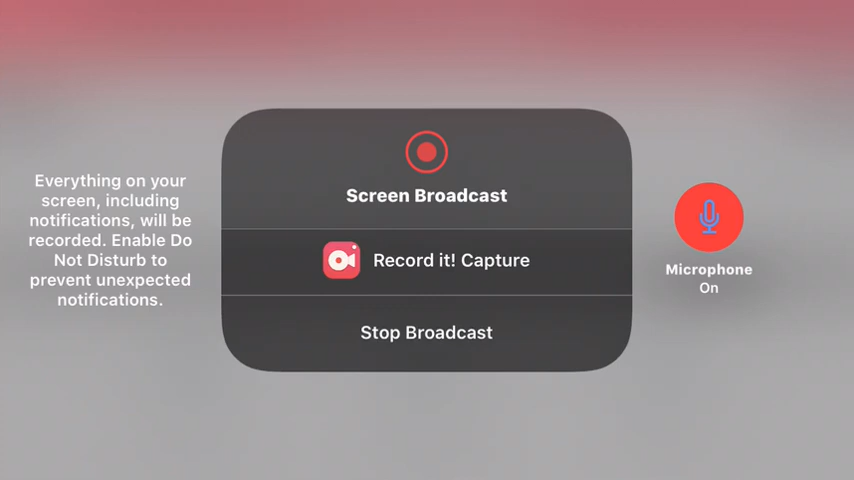 Everything on your
screen, including
notifications, will be
recorded. Enable Do
Not Disturb to
prevent unexpected
notifications.
Screen Broadcast
Record it! Capture
Stop Broadcast
Microphone
On